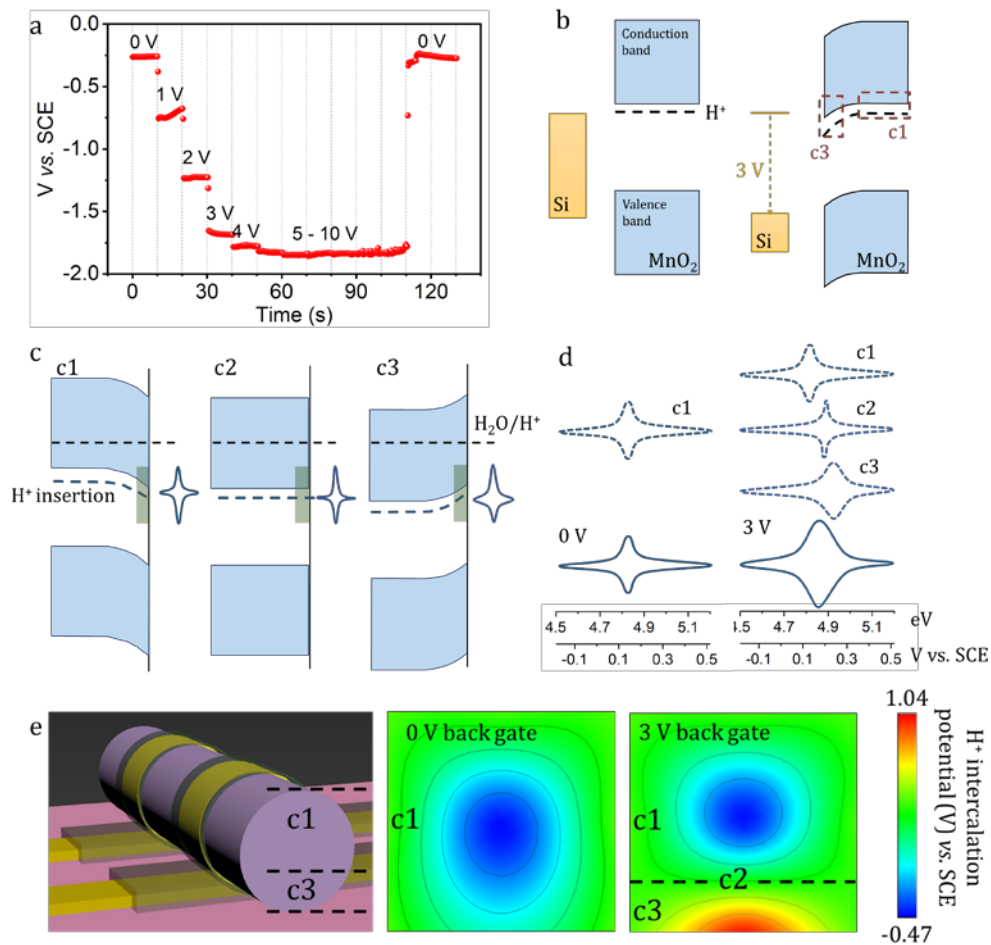 a
0.0
-0.5
-1.0
-1.5
-2.0
V vs. SCE
0 V
1 V
2 V
3 V
4 V
5 - 10 V
0 V
0 30 60 90 120
Time (s)
b
Conduction
band
H⁺
Si
Valence
band
MnO₂
3 V
Si
c3
c1
MnO₂
c
c1
c2
c3
H₂O/H⁺
H⁺ insertion
d
c1
c1
c2
c3
0 V
3 V
4.5 4.7 4.9 5.1 4.5 4.7 4.9 5.1 eV
-0.1 0.1 0.3 0.5 -0.1 0.1 0.3 0.5 V vs. SCE
e
c1
c3
0 V back gate
c1
3 V back gate
c1
c2
c3
1.04
-0.47
H⁺ intercalation
potential (V) vs. SCE